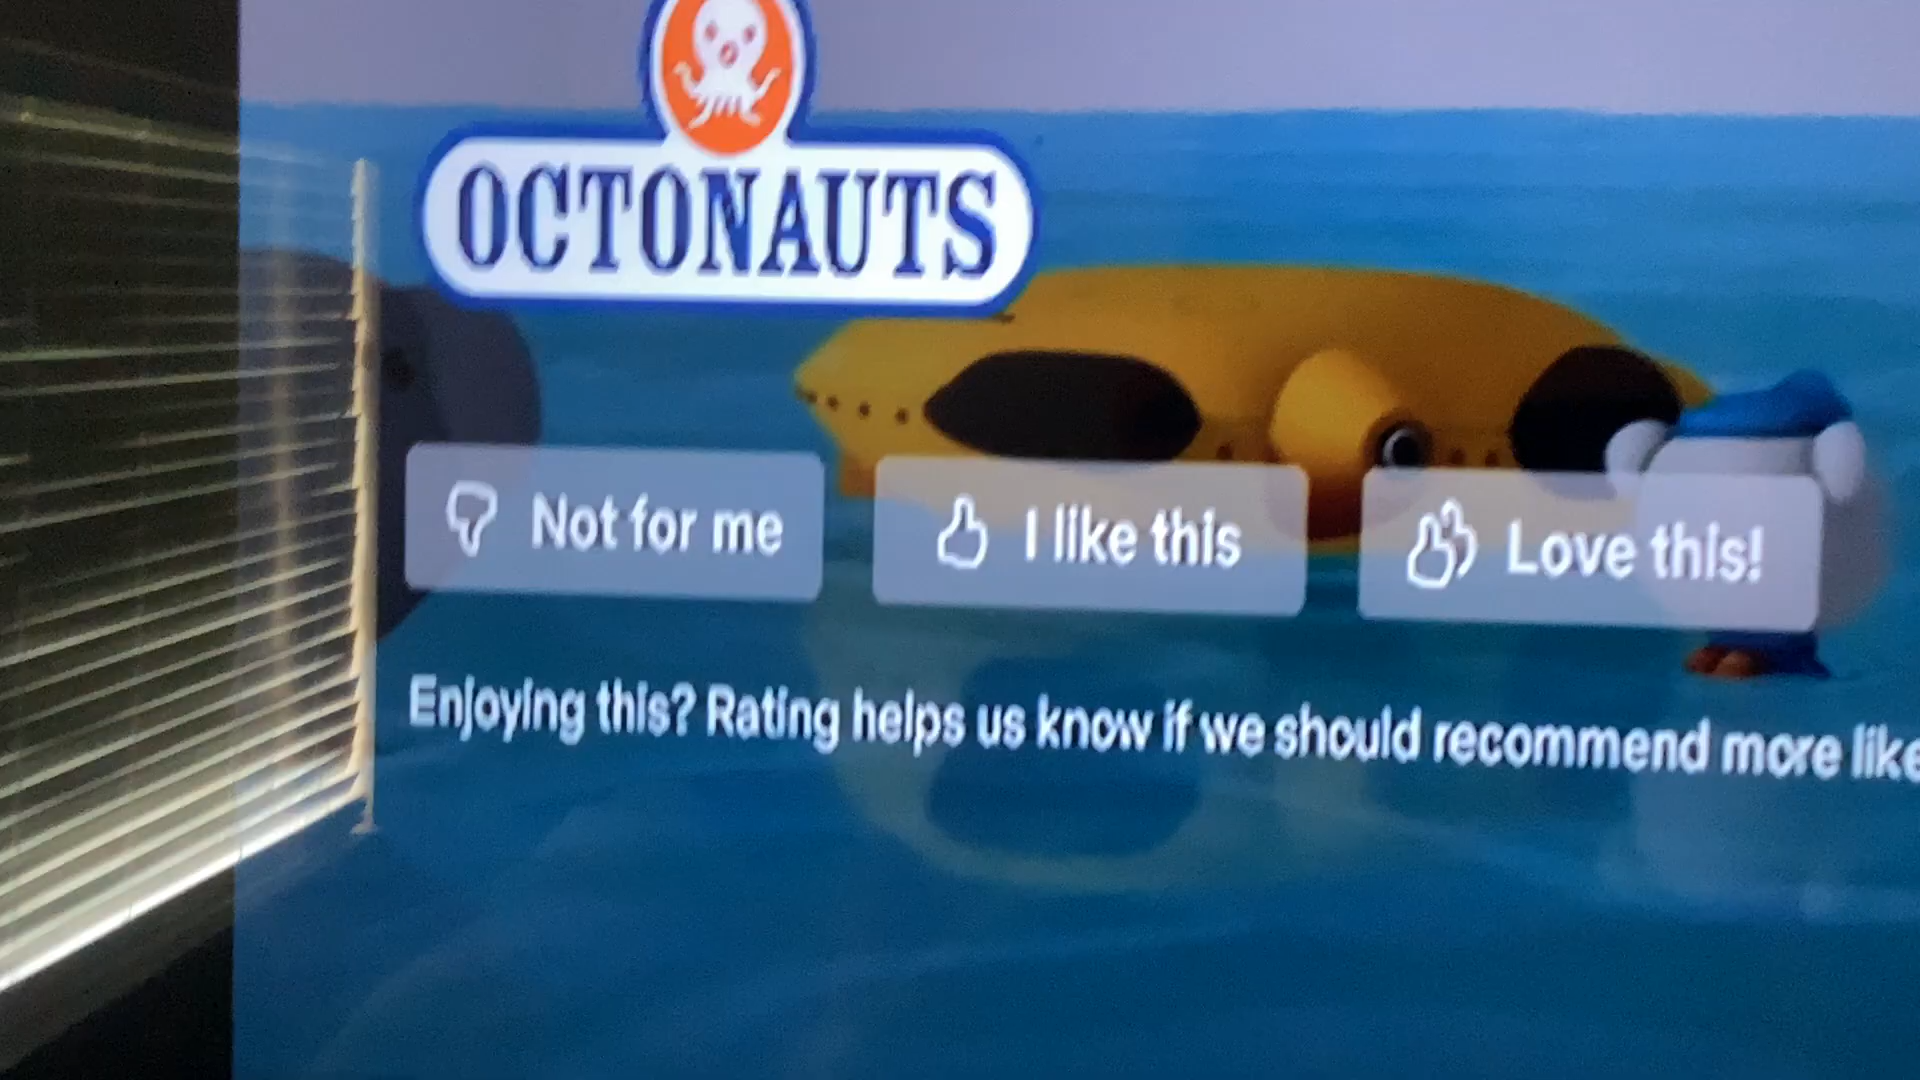 OCTONAUTS
Not for me
I like this
Love this!
Enjoying this? Rating helps us know if we should recommend more like